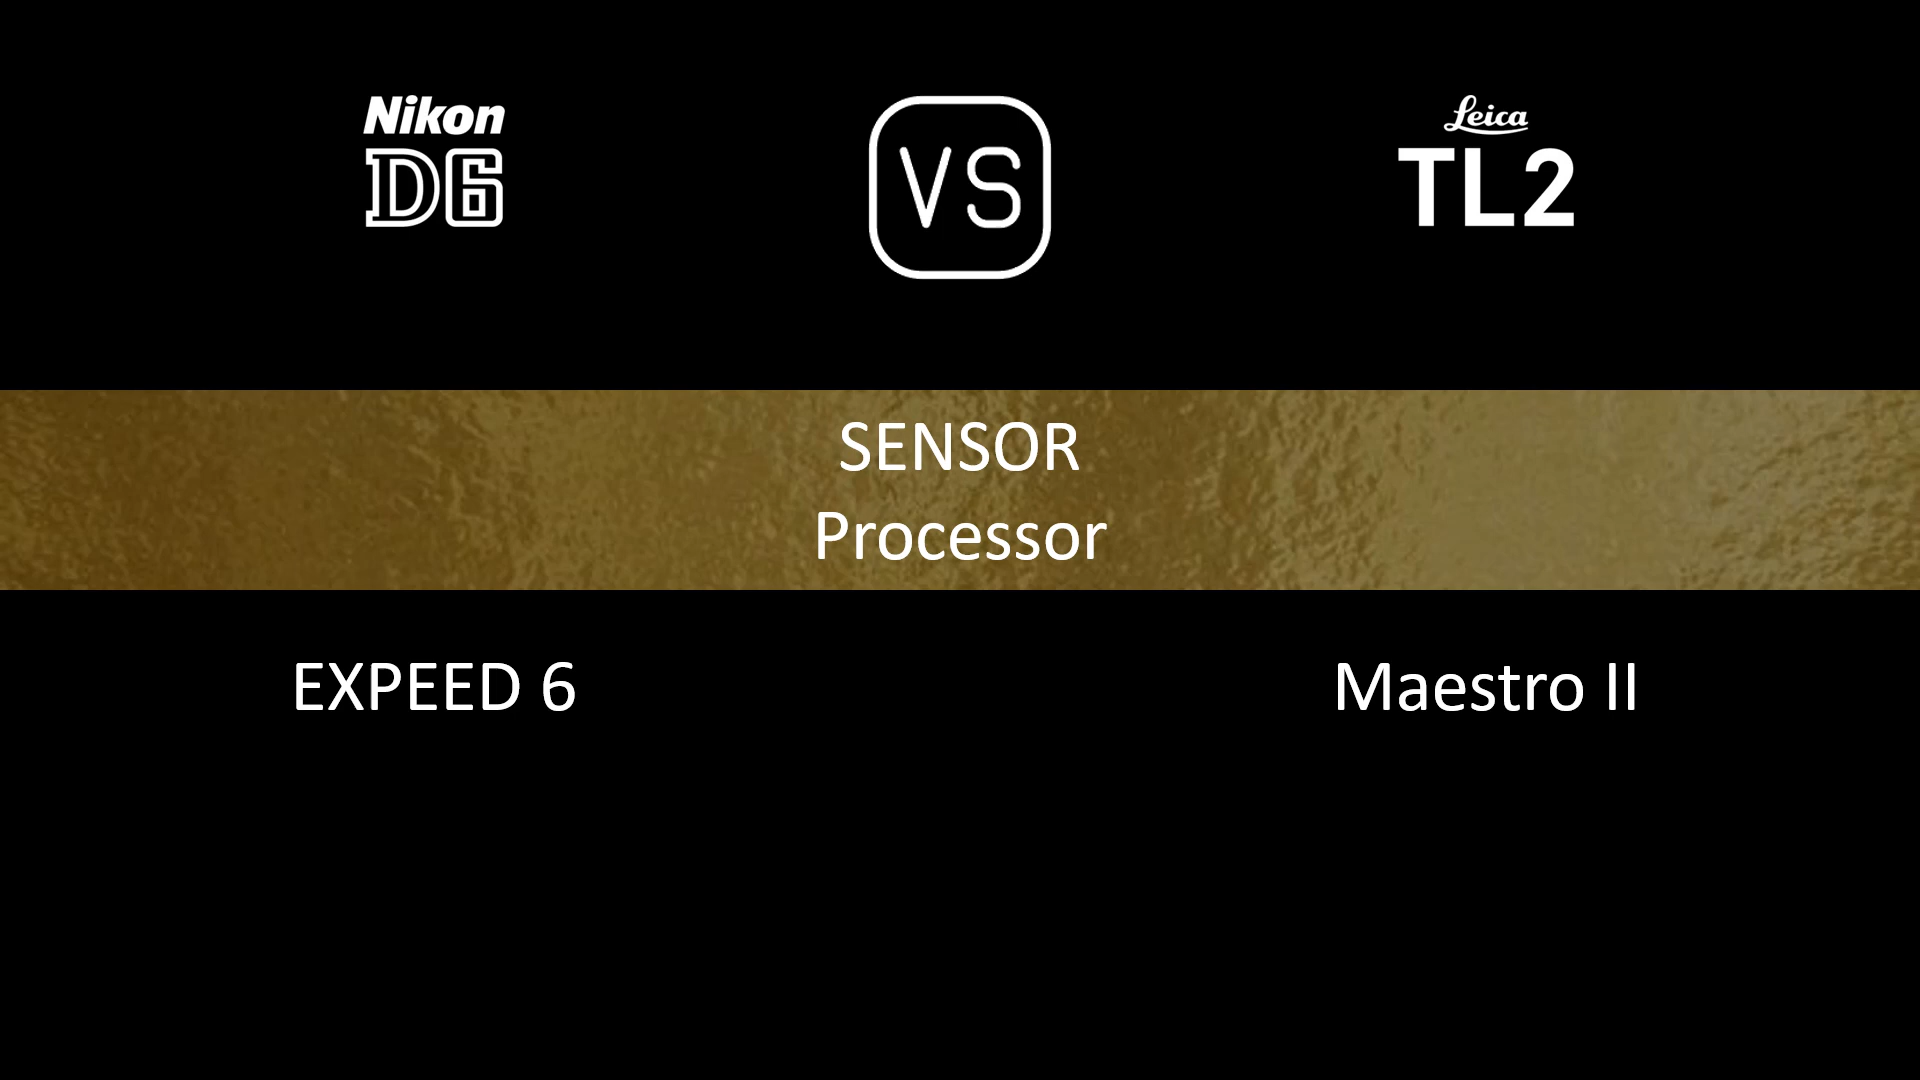 Nikon
D6
VS
Leica
TL2
SENSOR
Processor
EXPEED 6
Maestro II